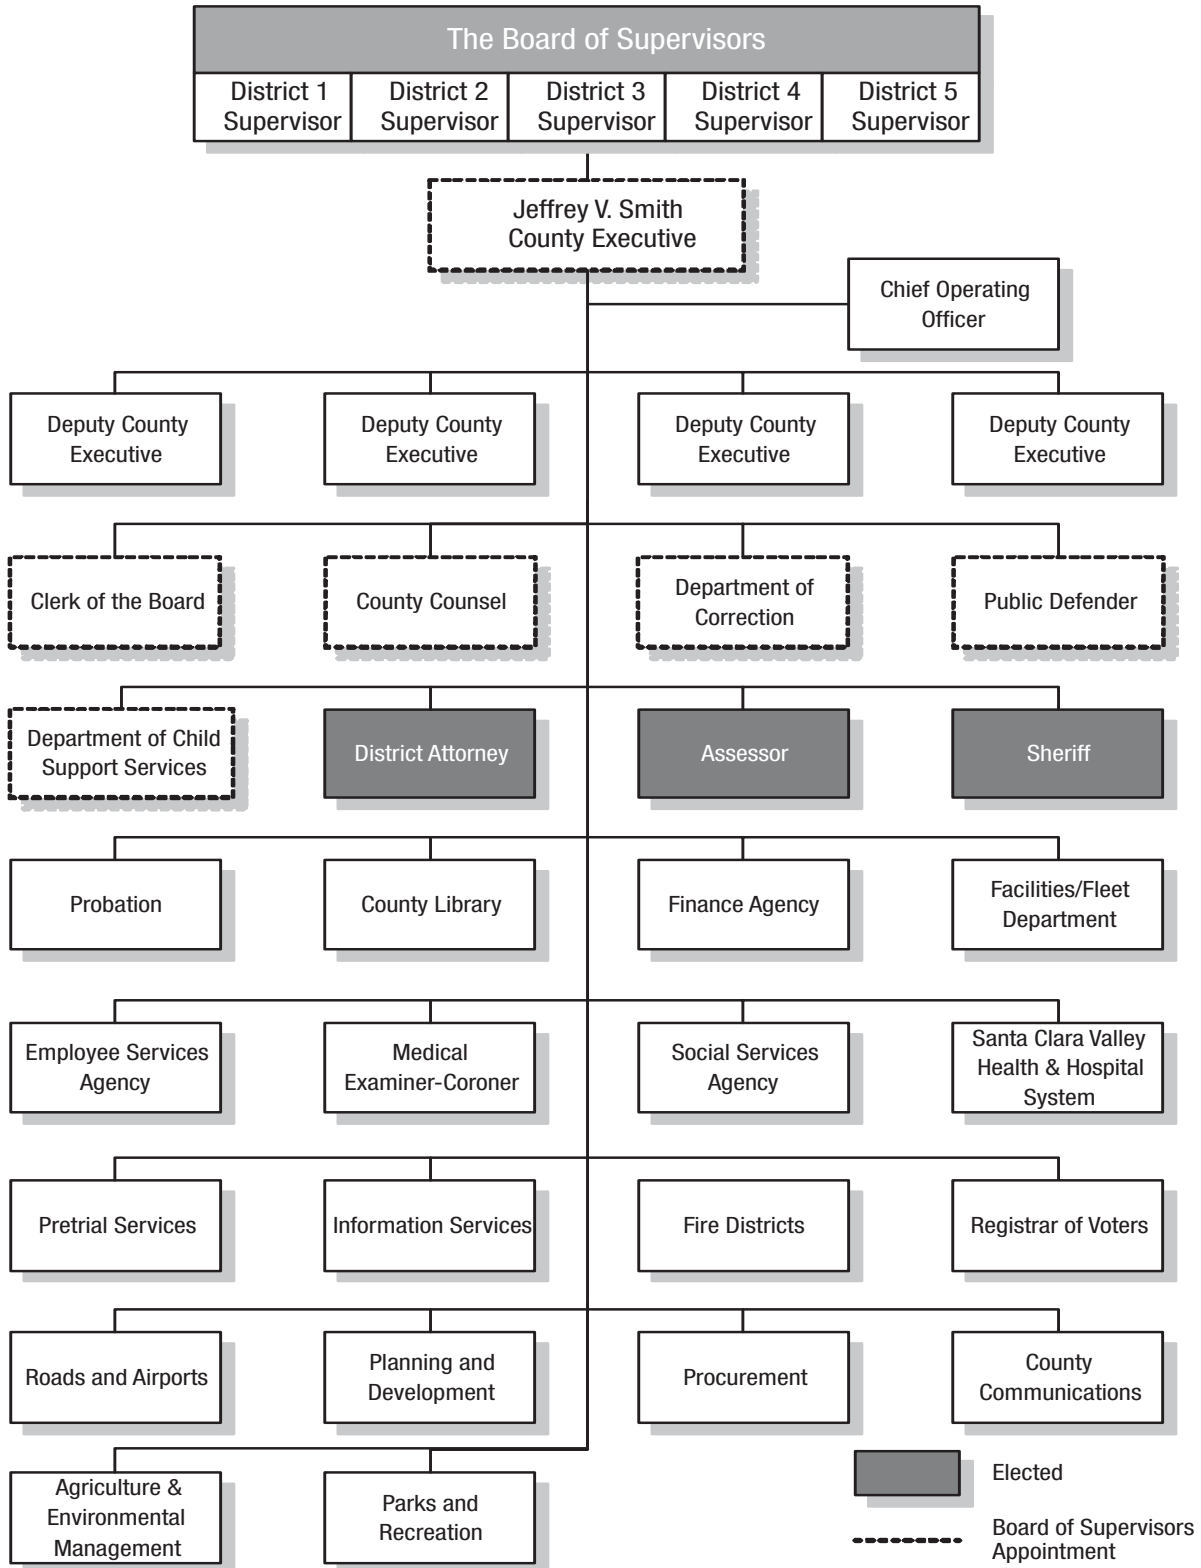 The Board of Supervisors
District 1
Supervisor
District 2
Supervisor
District 3
Supervisor
District 4
Supervisor
District 5
Supervisor
Jeffrey V. Smith
County Executive
Chief Operating
Officer
Deputy County
Executive
Deputy County
Executive
Deputy County
Executive
Deputy County
Executive
Clerk of the Board
County Counsel
Department of
Correction
Public Defender
Department of Child
Support Services
District Attorney
Assessor
Sheriff
Probation
County Library
Finance Agency
Facilities/Fleet
Department
Employee Services
Agency
Medical
Examiner-Coroner
Social Services
Agency
Santa Clara Valley
Health & Hospital
System
Pretrial Services
Information Services
Fire Districts
Registrar of Voters
Roads and Airports
Planning and
Development
Procurement
County
Communications
Agriculture &
Environmental
Management
Parks and
Recreation
Elected
Board of Supervisors
Appointment